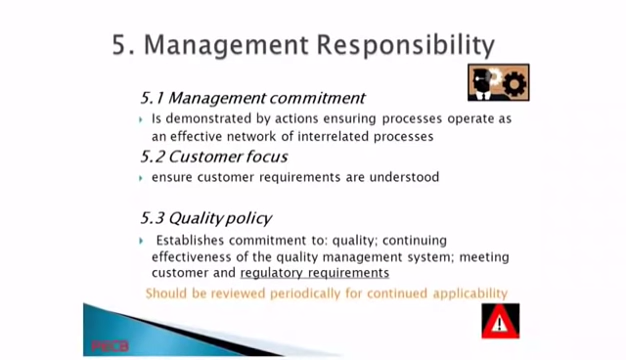 5. Management Responsibility
5.1 Management commitment
Is demonstrated by actions ensuring processes operate as
an effective network of interrelated processes
5.2 Customer focus
ensure customer requirements are understood
5.3 Quality policy
Establishes commitment to: quality; continuing
effectiveness of the quality management system; meeting
customer and regulatory requirements
Should be reviewed periodically for continued applicability
PECB